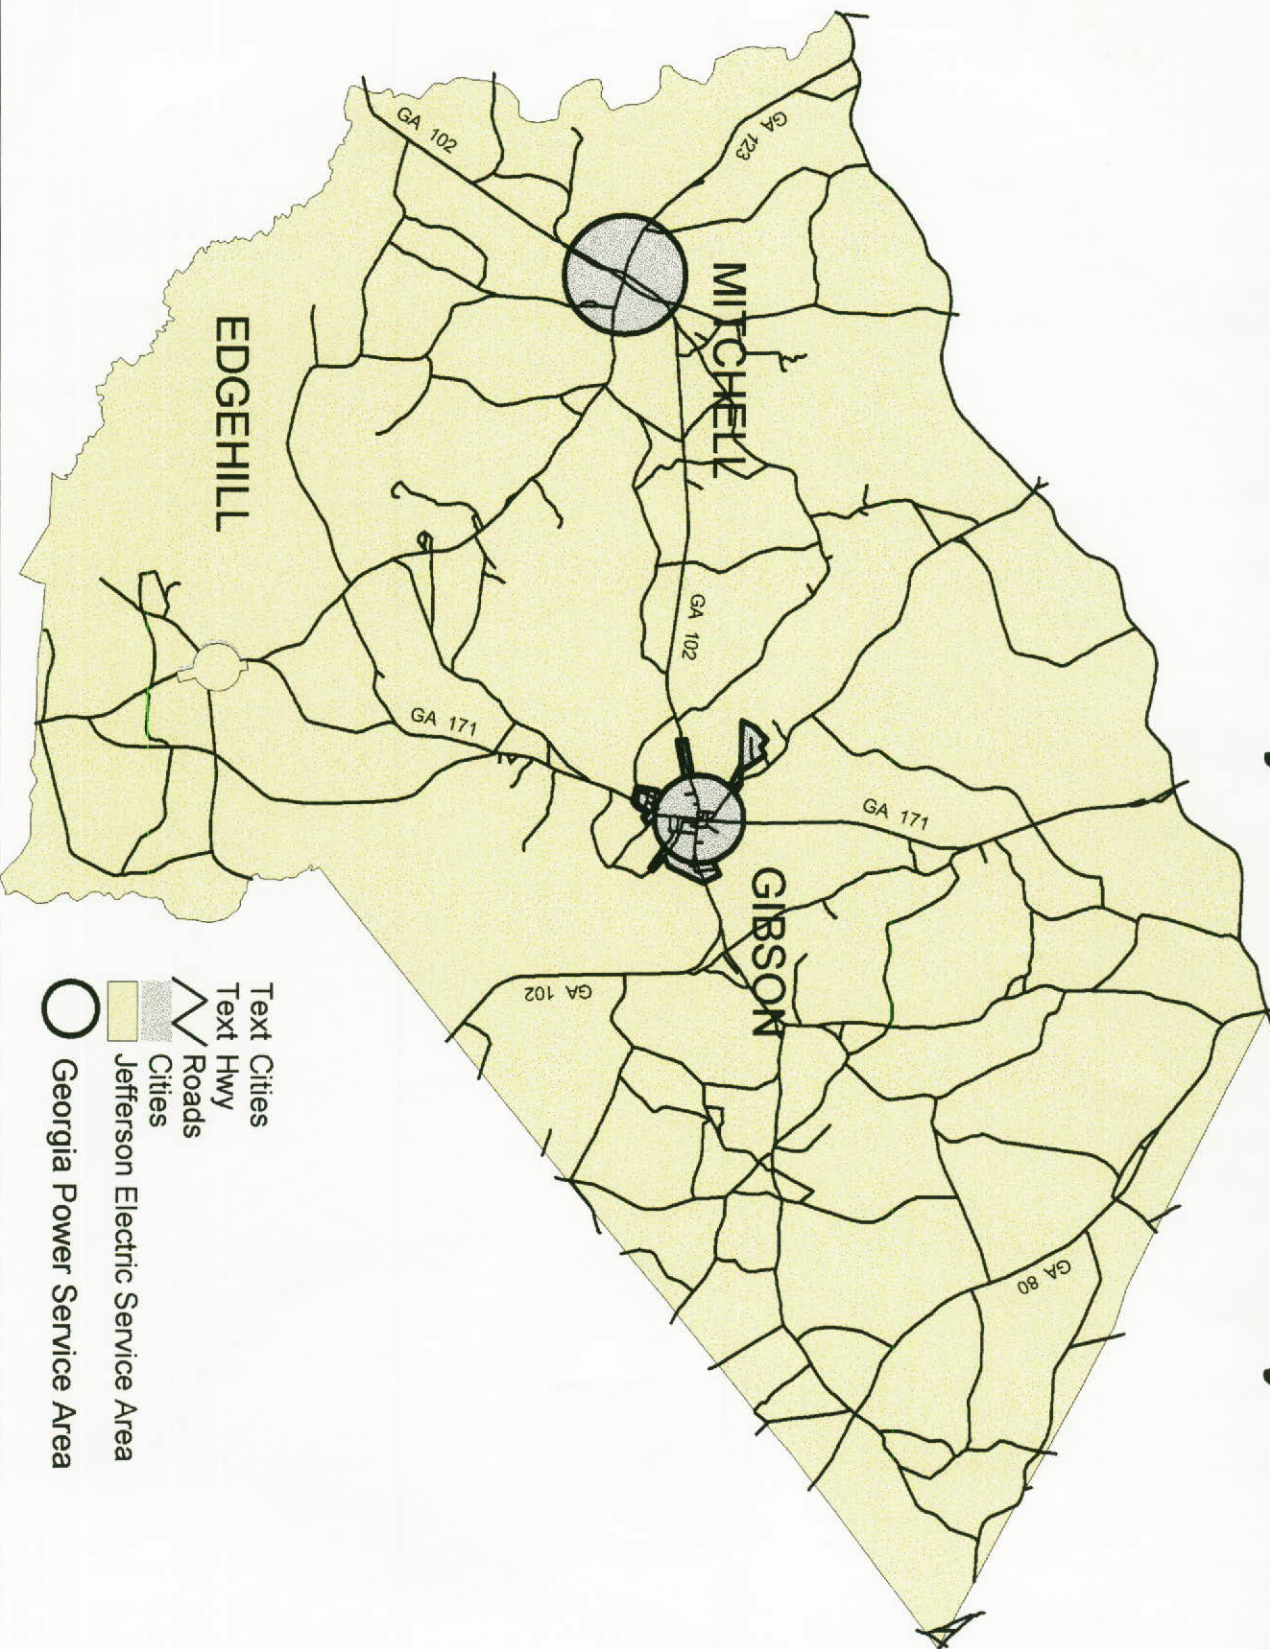 GA 102
GA 123
MITCHELL
EDGEHILL
GA 102
GA 171
GA 171
GIBSON
GA 102
GA 80
Text Cities
Text Hwy
Roads
Cities
Jefferson Electric Service Area
Georgia Power Service Area